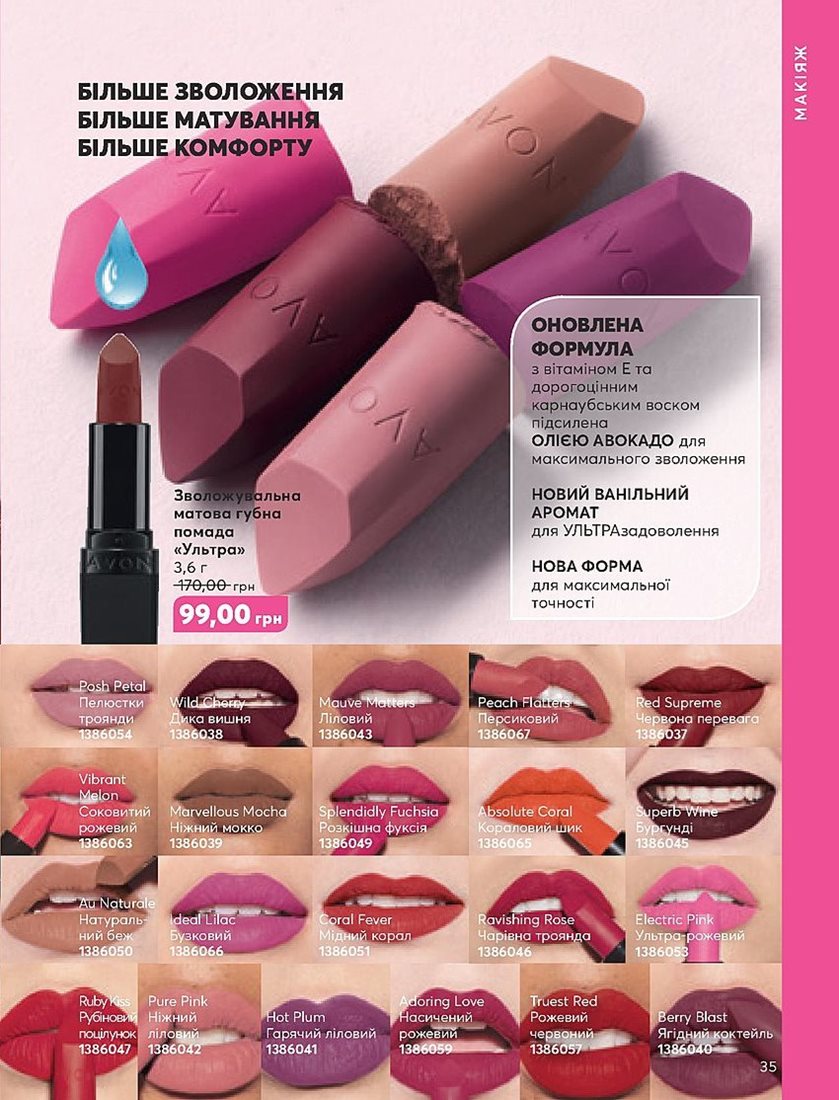 МАКІЯЖ
БІЛЬШЕ ЗВОЛОЖЕННЯ
БІЛЬШЕ МАТУВАННЯ
БІЛЬШЕ КОМФОРТУ
AVON
AVON
AVON
ОНОВЛЕНА
ФОРМУЛА
з вітаміном Е та
дорогоцінним
карнаубським воском
підсилена
ОЛІЄЮ АВОКАДО для
максимального зволоження
НОВИЙ ВАНІЛЬНИЙ
АРОМАТ
для УЛЬТРАзадоволення
НОВА ФОРМА
для максимальної
точності
AVON
Зволожувальна
матова губна
помада
«Ультра»
3,6 г
170,00 грн
99,00 грн
Posh Petal
Пелюстки
троянди
1386054
Wild Cherry
Дика вишня
1386038
Mauve Matters
Ліловий
1386043
Peach Flatters
Персиковий
1386067
Red Supreme
Червона перевага
1386037
Vibrant
Melon
Соковитий
рожевий
1386063
Marvellous Mocha
Ніжний мокко
1386039
Splendidly Fuchsia
Розкішна фуксія
1386049
Absolute Coral
Кораловий шик
1386065
Superb Wine
Бургунді
1386045
Au Naturale
Натураль-
ний беж
1386050
Ideal Lilac
Бузковий
1386066
Coral Fever
Мідний корал
1386051
Ravishing Rose
Чарівна троянда
1386046
Electric Pink
Ультра-рожевий
1386053
Ruby Kiss
Рубіновий
поцілунок
1386047
Pure Pink
Ніжний
ліловий
1386042
Hot Plum
Гарячий ліловий
1386041
Adoring Love
Насичений
рожевий
1386059
Truest Red
Рожевий
червоний
1386057
Berry Blast
Ягідний коктейль
1386040
35